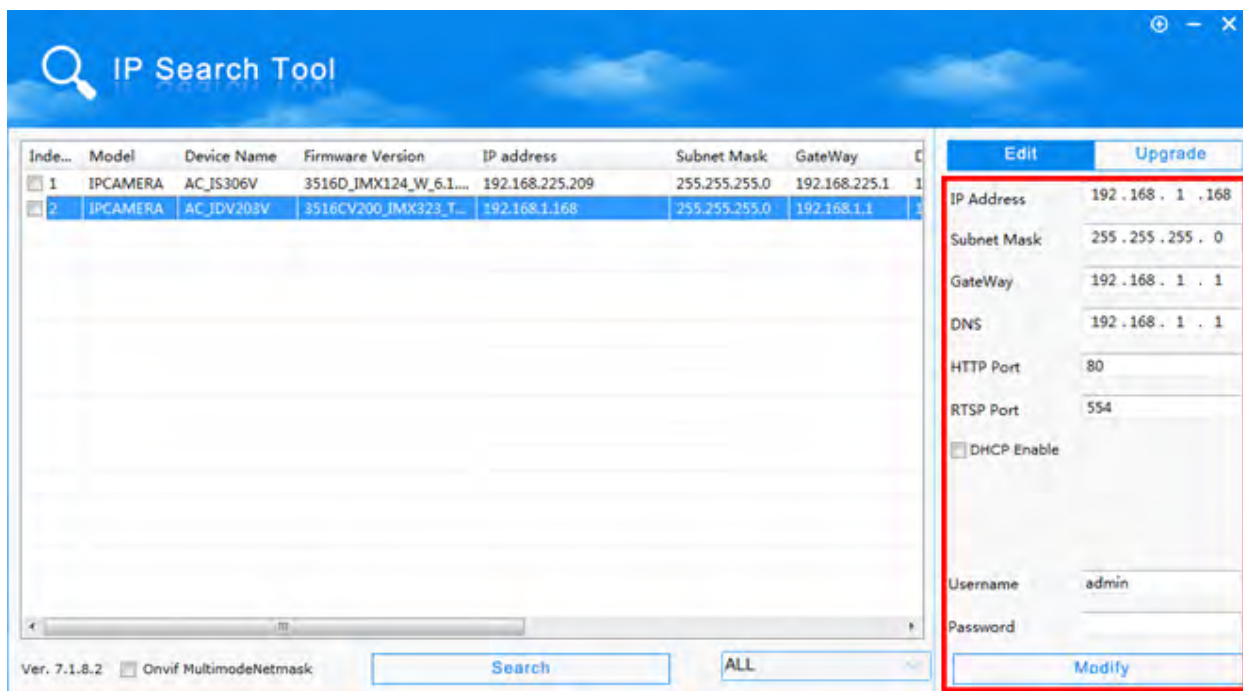 IP Search Tool
Inde... Model Device Name Firmware Version IP address Subnet Mask GateWay
1 IPCAMERA AC_IS306V 3516D_IMX124_W_6.1.... 192.168.225.209 255.255.255.0 192.168.225.1 1
2 IPCAMERA AC_IDV203V 3516CV200_IMX323_T... 192.168.1.168 255.255.255.0 192.168.1.1 1
Ver. 7.1.8.2 Onvif MultimodeNetmask Search ALL
Edit Upgrade
IP Address 192 . 168 . 1 . 168
Subnet Mask 255 . 255 . 255 . 0
GateWay 192 . 168 . 1 . 1
DNS 192 . 168 . 1 . 1
HTTP Port 80
RTSP Port 554
DHCP Enable
Username admin
Password
Modify